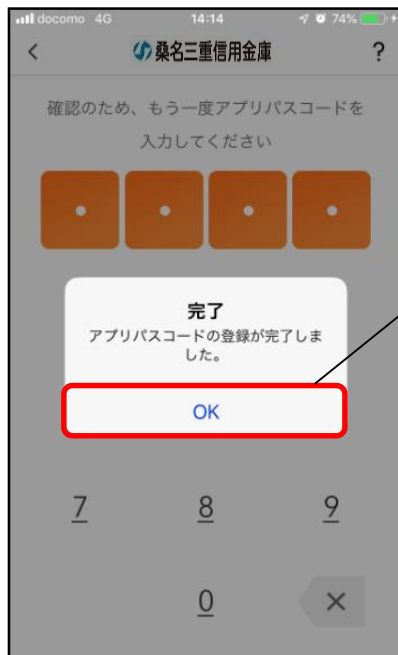 docomo 4G 14:14 74%
< 桑名三重信用金庫 ?
確認のため、もう一度アプリパスコードを
入力してください
完了
アプリパスコードの登録が完了しま
した。
OK
7 8 9
0 ×